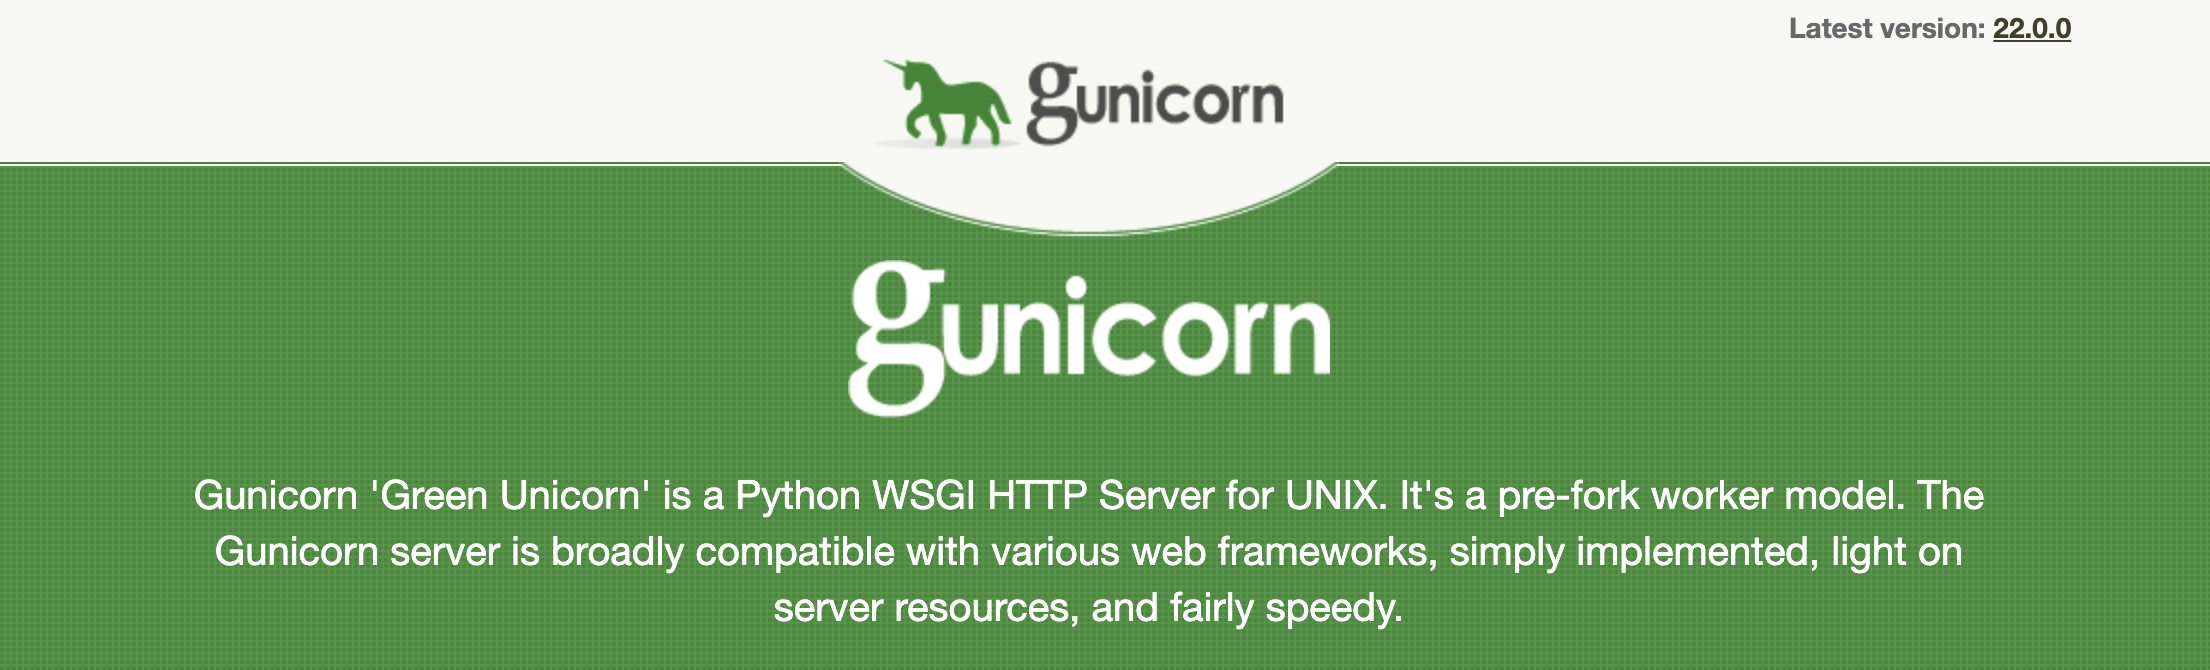 Latest version: 22.0.0
gunicorn
gunicorn
Gunicorn 'Green Unicorn' is a Python WSGI HTTP Server for UNIX. It's a pre-fork worker model. The
Gunicorn server is broadly compatible with various web frameworks, simply implemented, light on
server resources, and fairly speedy.